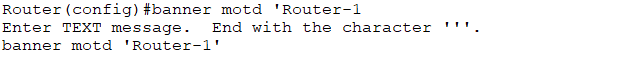 Router(config)#banner motd 'Router-1
Enter TEXT message.  End with the character '''.
banner motd 'Router-1'